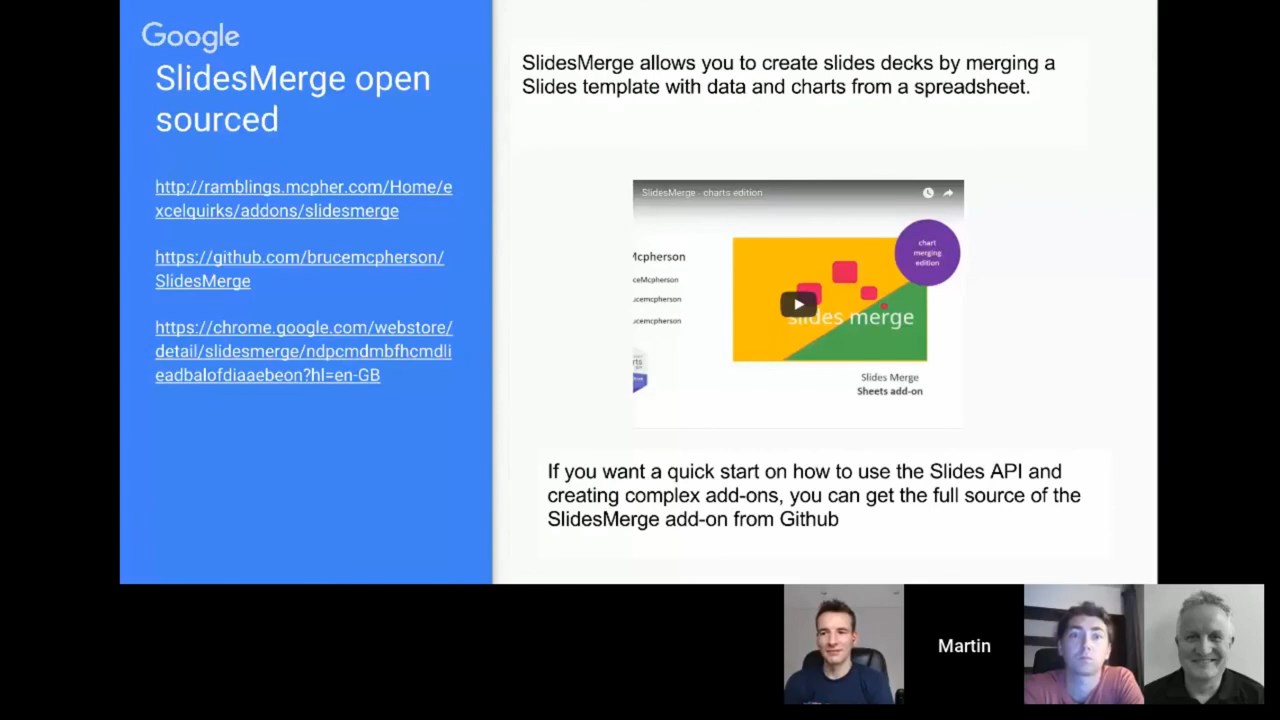 Google
SlidesMerge open
sourced
http://ramblings.mcpher.com/Home/e
xcelquirks/addons/slidesmerge
https://github.com/brucemcpherson/
SlidesMerge
https://chrome.google.com/webstore/
detail/slidesmerge/ndpcmdmbfhcmdli
eadbalofdiaaebeon?hl=en-GB
SlidesMerge allows you to create slides decks by merging a
Slides template with data and charts from a spreadsheet.
SlidesMerge - charts edition
chart
merging
edition
Mcpherson
ceMcpherson
ucemcpherson
ucemcpherson
slides merge
Slides Merge
Sheets add-on
If you want a quick start on how to use the Slides API and
creating complex add-ons, you can get the full source of the
SlidesMerge add-on from Github
Martin